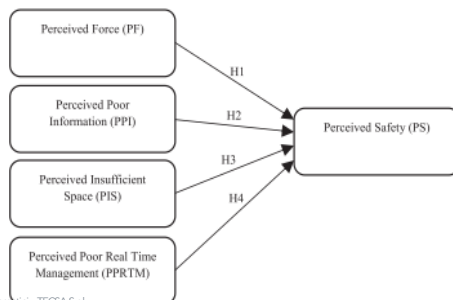 Perceived Force (PF)
H1
Perceived Poor
Information (PPI)
H2
Perceived Safety (PS)
H3
Perceived Insufficient
Space (PIS)
H4
Perceived Poor Real Time
Management (PPRTM)